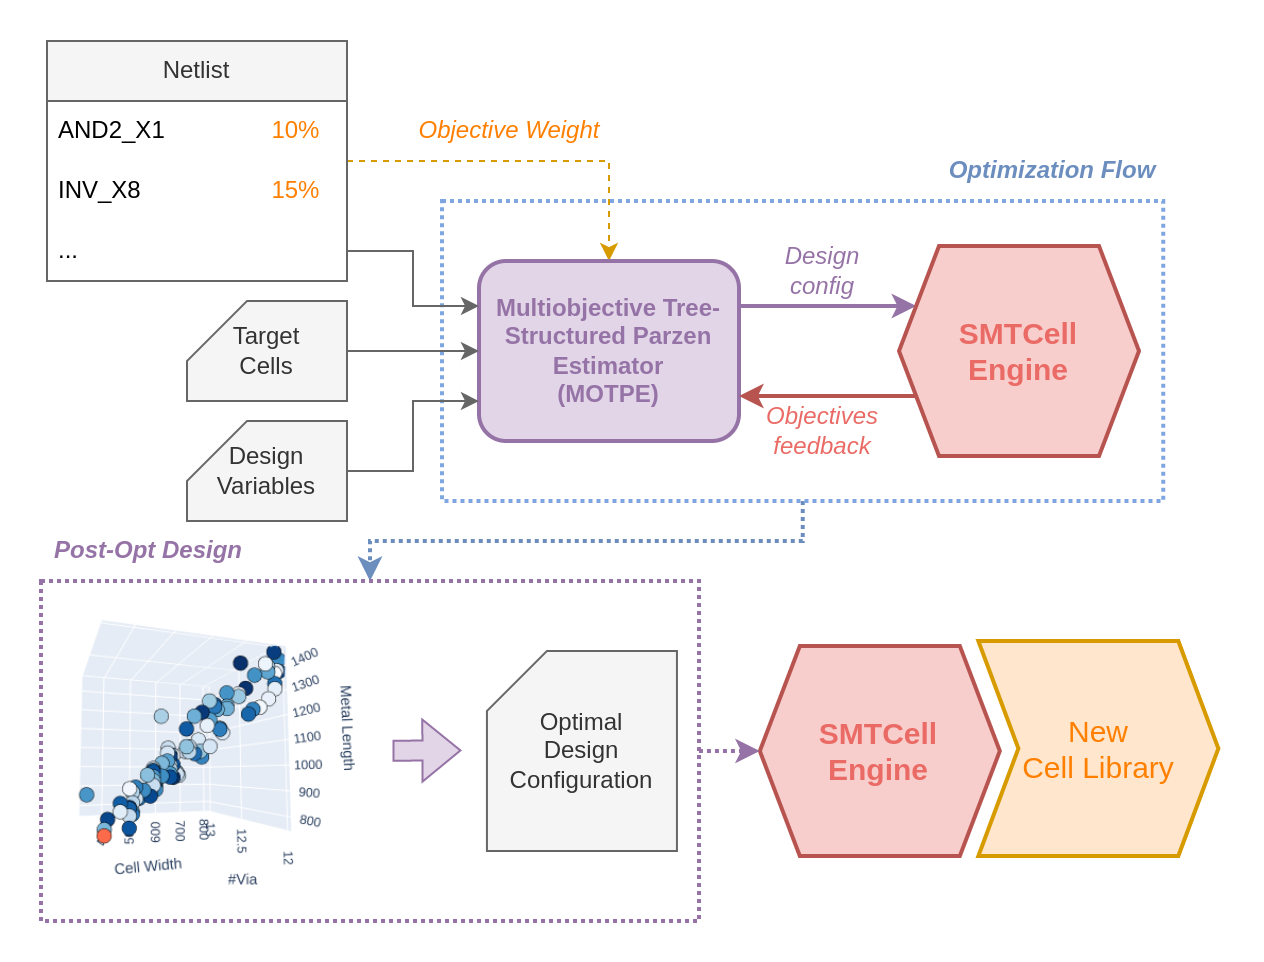 Netlist
AND2_X1 10%
INV_X8 15%
...
Objective Weight
Optimization Flow
Target
Cells
Design
Variables
Multiobjective Tree-
Structured Parzen
Estimator
(MOTPE)
Design
config
Objectives
feedback
SMTCell
Engine
Post-Opt Design
1400
1300
1200
1100
1000
900
800
Metal Length
600
700
800
Cell Width
13
12.5
12
#Via
Optimal
Design
Configuration
SMTCell
Engine
New
Cell Library